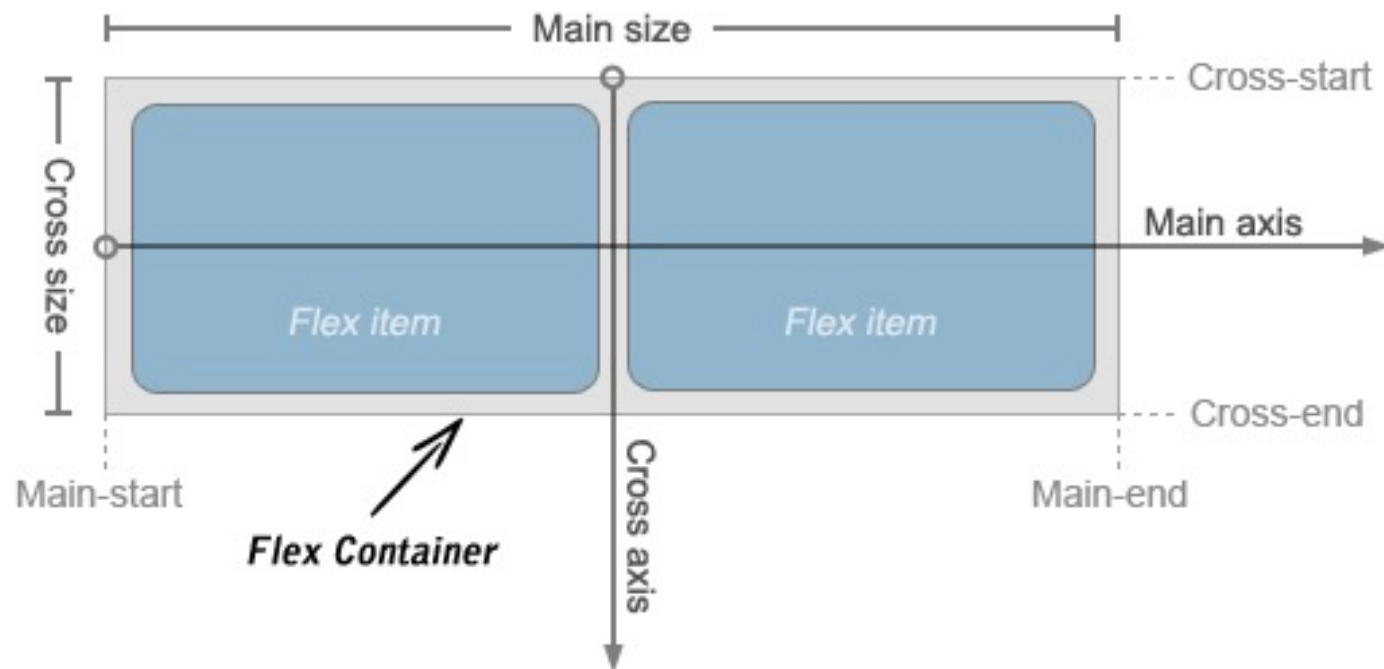 Main size
Cross-start
Cross size
Main axis
Flex item
Flex item
Cross-end
Main-start
Main-end
Flex Container
Cross axis